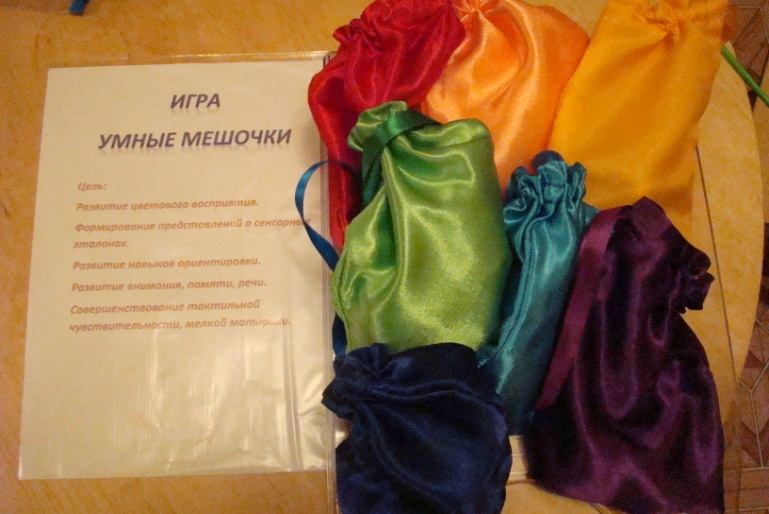 ИГРА
УМНЫЕ МЕШОЧКИ
Цель:
Развитие цветового восприятия.
Формирование представлений о сенсорных
эталонах.
Развитие навыков ориентировки.
Развитие внимания, памяти, речи.
Совершенствование тактильной
чувствительности, мелкой моторики.